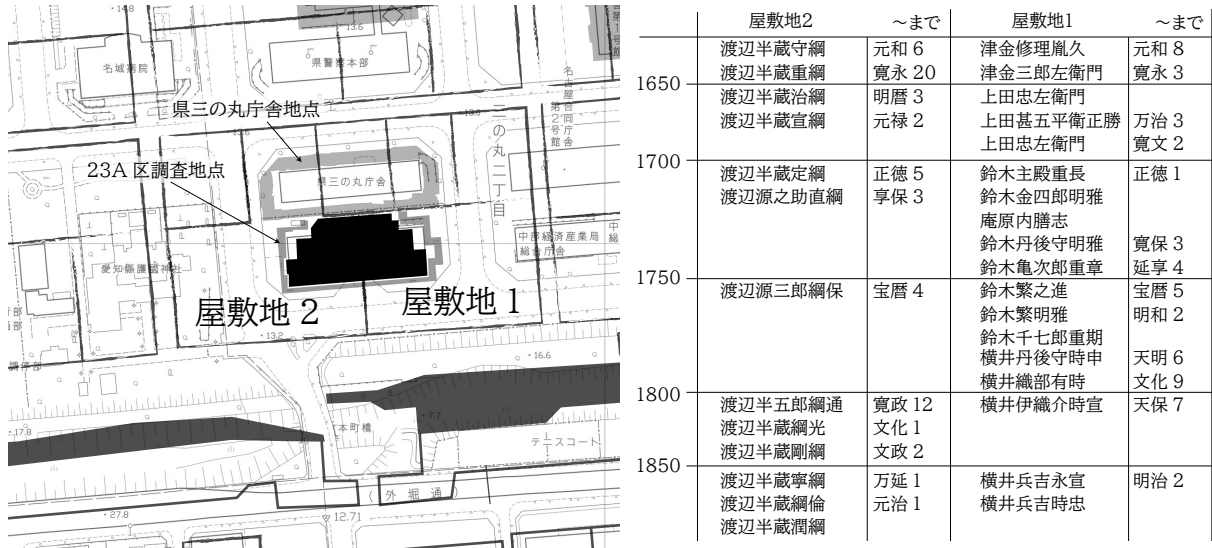 13.6
名城病院
県警察本部
県三の丸庁舎地点
13.6
13.0
名古屋合同庁舎
第2号館
三の丸二丁目
23A 区調査地点
県三の丸庁舎
中部経済産業局
総合庁舎
愛知縣護國神社
屋敷地 2
屋敷地 1
13.2
16.6
17.8
7.7
本町橋
テニスコート
(外堀通)
27.8
12.71
屋敷地2 ～まで 屋敷地1 ～まで
渡辺半蔵守綱 元和 6 津金修理胤久 元和 8
渡辺半蔵重綱 寛永 20 津金三郎左衛門 寛永 3
1650
渡辺半蔵治綱 明暦 3 上田忠左衛門
渡辺半蔵宣綱 元禄 2 上田甚五平衛正勝 万治 3
上田忠左衛門 寛文 2
1700
渡辺半蔵定綱 正徳 5 鈴木主殿重長 正徳 1
渡辺源之助直綱 享保 3 鈴木金四郎明雅
庵原内膳志
鈴木丹後守明雅 寛保 3
鈴木亀次郎重章 延享 4
1750
渡辺源三郎綱保 宝暦 4 鈴木繁之進 宝暦 5
鈴木繁明雅 明和 2
鈴木千七郎重期
横井丹後守時申 天明 6
横井織部有時 文化 9
1800
渡辺半五郎綱通 寛政 12 横井伊織介時宣 天保 7
渡辺半蔵綱光 文化 1
渡辺半蔵剛綱 文政 2
1850
渡辺半蔵寧綱 万延 1 横井兵吉永宣 明治 2
渡辺半蔵綱倫 元治 1 横井兵吉時忠
渡辺半蔵潤綱